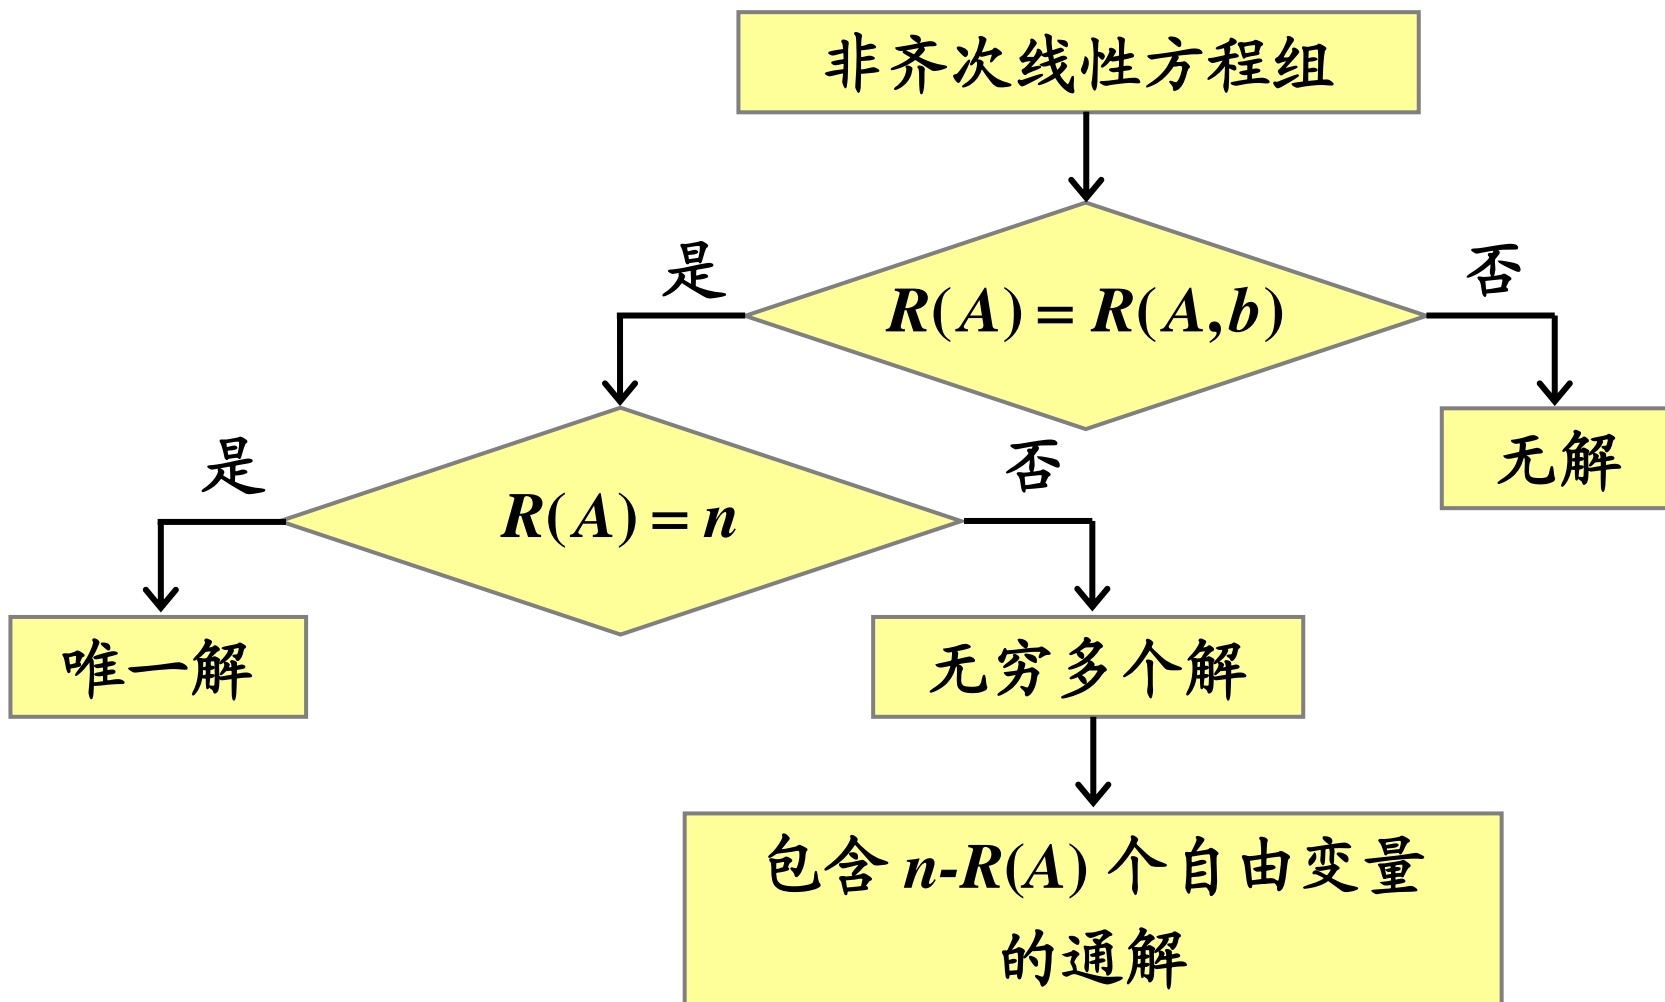 非齐次线性方程组
是
否
R(A) = R(A,b)
无解
是
否
R(A) = n
唯一解
无穷多个解
包含 n-R(A) 个自由变量
的通解